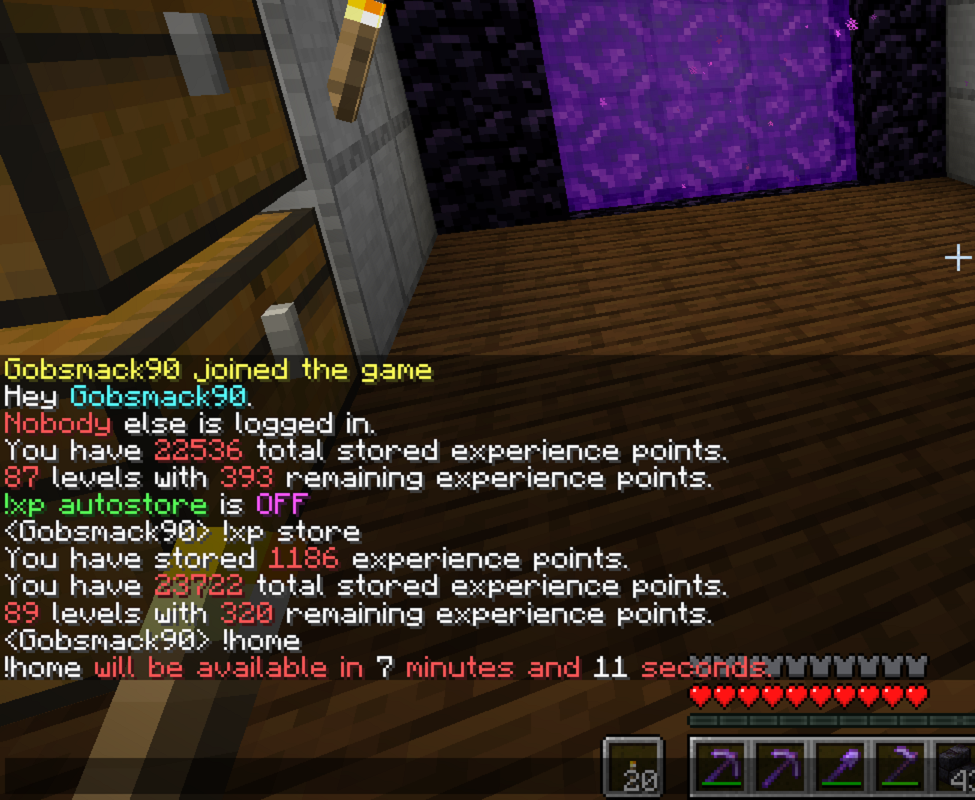 Gobsmack90 joined the game
Hey Gobsmack90.
Nobody else is logged in.
You have 22536 total stored experience points.
87 levels with 393 remaining experience points.
!xp autostore is OFF
<Gobsmack90> !xp store
You have stored 1186 experience points.
You have 23722 total stored experience points.
89 levels with 320 remaining experience points.
<Gobsmack90> !home
!home will be available in 7 minutes and 11 seconds.
20